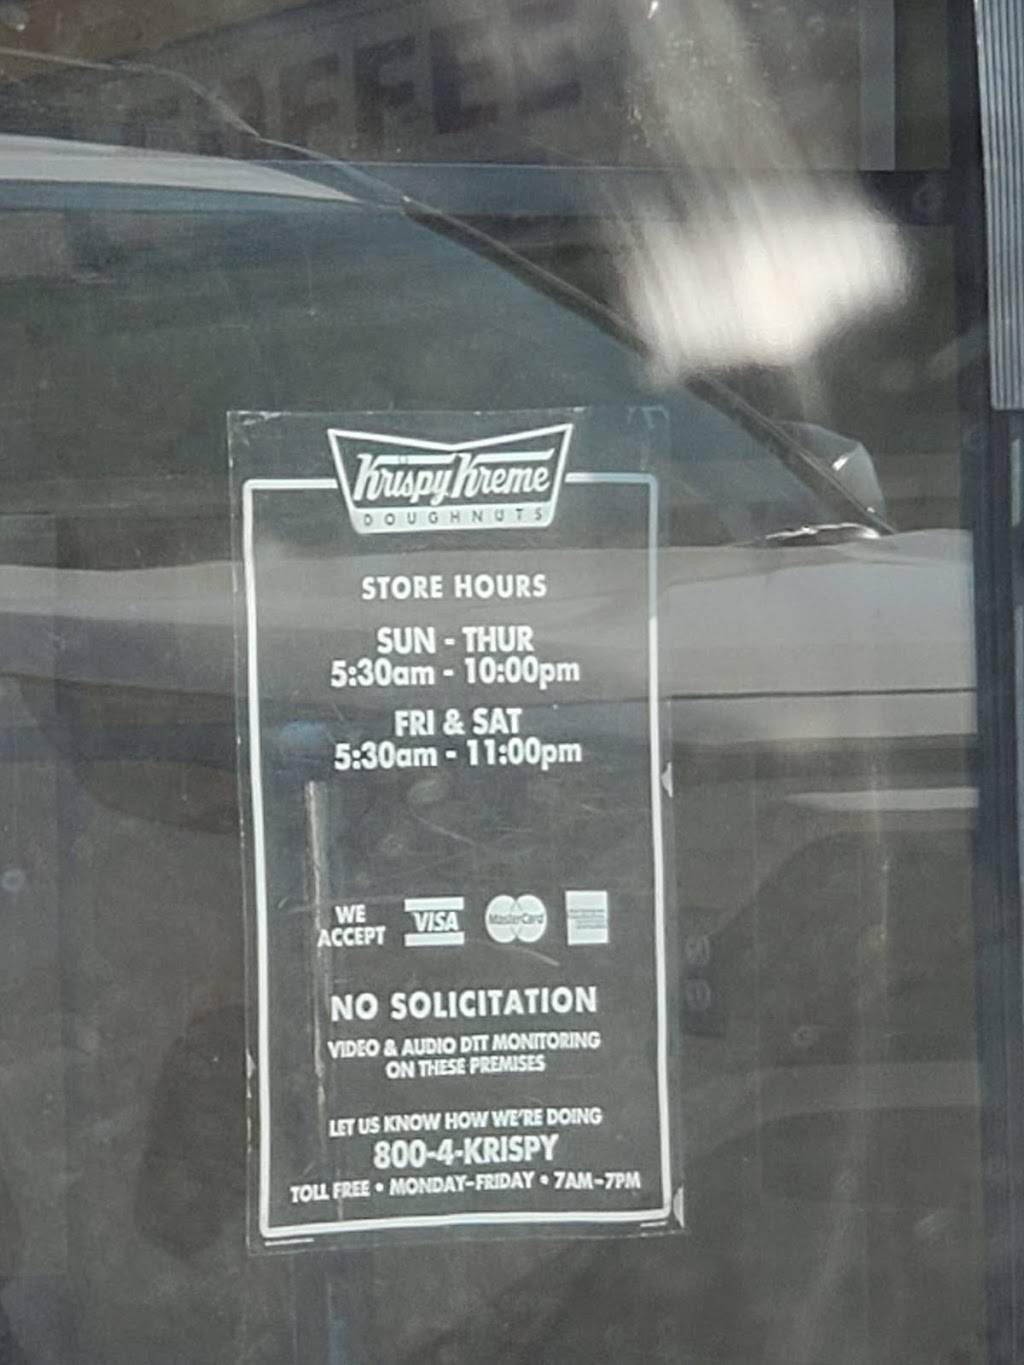 COFFEE
Krispy Kreme
DOUGHNUTS
STORE HOURS
SUN - THUR
5:30am - 10:00pm
FRI & SAT
5:30am - 11:00pm
WE
ACCEPT
VISA
MasterCard
NO SOLICITATION
VIDEO & AUDIO DTT MONITORING
ON THESE PREMISES
LET US KNOW HOW WE'RE DOING
800-4-KRISPY
TOLL FREE • MONDAY-FRIDAY • 7AM-7PM